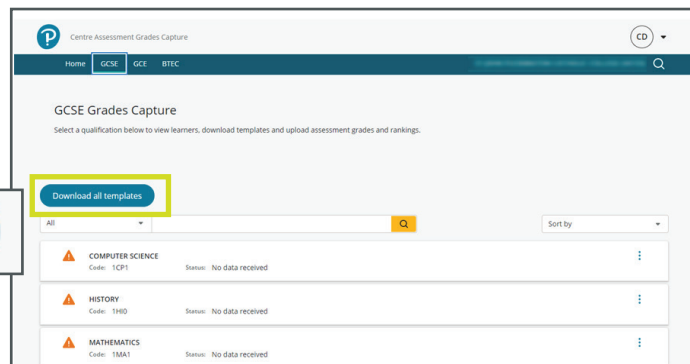 Centre Assessment Grades Capture
CD
Home GCSE GCE BTEC
GCSE Grades Capture
Select a qualification below to view learners, download templates and upload assessment grades and rankings.
Download all templates
All
Sort by
COMPUTER SCIENCE
Code: 1CP1 Status: No data received
HISTORY
Code: 1HI0 Status: No data received
MATHEMATICS
Code: 1MA1 Status: No data received